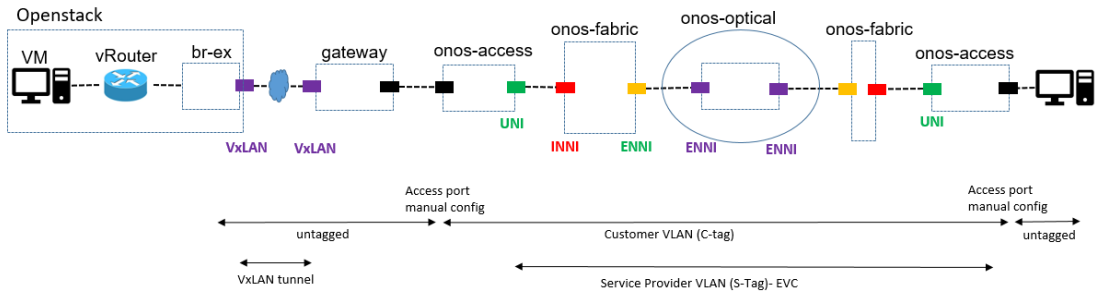 Openstack
VM
vRouter
br-ex
gateway
onos-access
onos-fabric
onos-optical
onos-fabric
onos-access
UNI
UNI
VxLAN
VxLAN
INNI
ENNI
ENNI
ENNI
Access port
manual config
Access port
manual config
untagged
Customer VLAN (C-tag)
untagged
VxLAN tunnel
Service Provider VLAN (S-Tag)- EVC